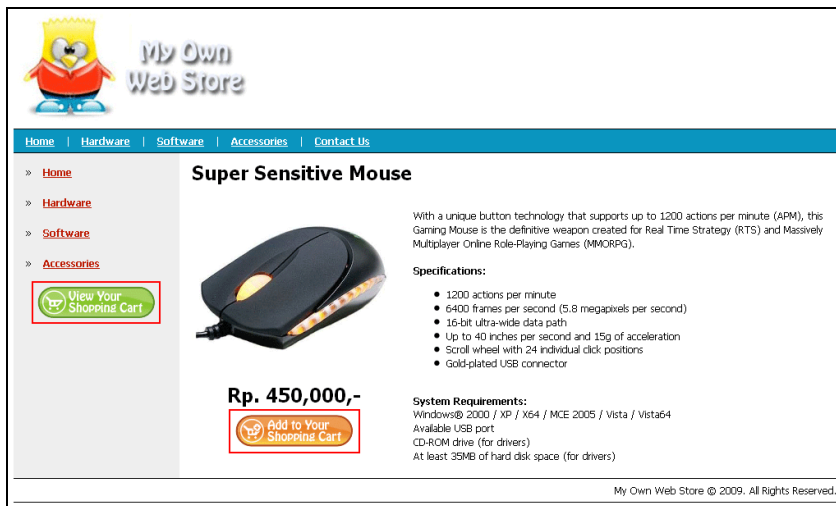 My Own
Web Store
Home | Hardware | Software | Accessories | Contact Us
» Home
» Hardware
» Software
» Accessories
View Your
Shopping Cart
Super Sensitive Mouse
Rp. 450,000,-
Add to Your
Shopping Cart
With a unique button technology that supports up to 1200 actions per minute (APM), this
Gaming Mouse is the definitive weapon created for Real Time Strategy (RTS) and Massively
Multiplayer Online Role-Playing Games (MMORPG).
Specifications:
• 1200 actions per minute
• 6400 frames per second (5.8 megapixels per second)
• 16-bit ultra-wide data path
• Up to 40 inches per second and 15g of acceleration
• Scroll wheel with 24 individual click positions
• Gold-plated USB connector
System Requirements:
Windows® 2000 / XP / X64 / MCE 2005 / Vista / Vista64
Available USB port
CD-ROM drive (for drivers)
At least 35MB of hard disk space (for drivers)
My Own Web Store © 2009. All Rights Reserved.